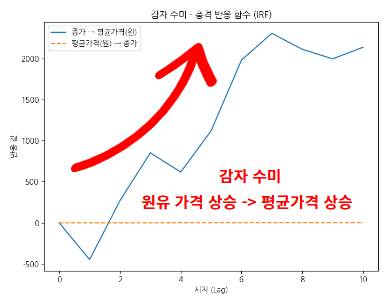 감자 수미 - 충격 반응 함수 (IRF)
종가 → 평균가격(원)
평균가격(원) → 종가
반응 값
2000
1500
1000
500
0
-500
감자 수미
원유 가격 상승 -> 평균가격 상승
0 2 4 6 8 10
시차 (Lag)